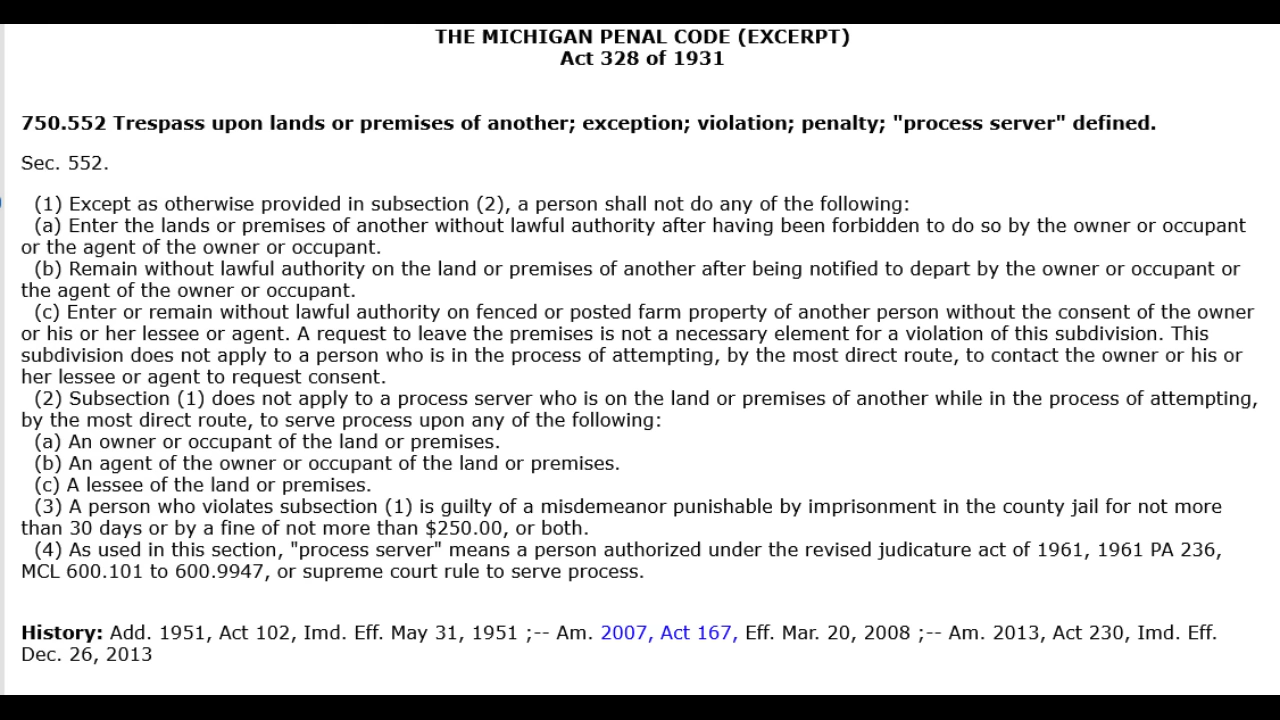 THE MICHIGAN PENAL CODE (EXCERPT)
Act 328 of 1931
750.552 Trespass upon lands or premises of another; exception; violation; penalty; "process server" defined.
Sec. 552.
(1) Except as otherwise provided in subsection (2), a person shall not do any of the following:
(a) Enter the lands or premises of another without lawful authority after having been forbidden to do so by the owner or occupant
or the agent of the owner or occupant.
(b) Remain without lawful authority on the land or premises of another after being notified to depart by the owner or occupant or
the agent of the owner or occupant.
(c) Enter or remain without lawful authority on fenced or posted farm property of another person without the consent of the owner
or his or her lessee or agent. A request to leave the premises is not a necessary element for a violation of this subdivision. This
subdivision does not apply to a person who is in the process of attempting, by the most direct route, to contact the owner or his or
her lessee or agent to request consent.
(2) Subsection (1) does not apply to a process server who is on the land or premises of another while in the process of attempting,
by the most direct route, to serve process upon any of the following:
(a) An owner or occupant of the land or premises.
(b) An agent of the owner or occupant of the land or premises.
(c) A lessee of the land or premises.
(3) A person who violates subsection (1) is guilty of a misdemeanor punishable by imprisonment in the county jail for not more
than 30 days or by a fine of not more than $250.00, or both.
(4) As used in this section, "process server" means a person authorized under the revised judicature act of 1961, 1961 PA 236,
MCL 600.101 to 600.9947, or supreme court rule to serve process.
History: Add. 1951, Act 102, Imd. Eff. May 31, 1951 ;-- Am. 2007, Act 167, Eff. Mar. 20, 2008 ;-- Am. 2013, Act 230, Imd. Eff.
Dec. 26, 2013